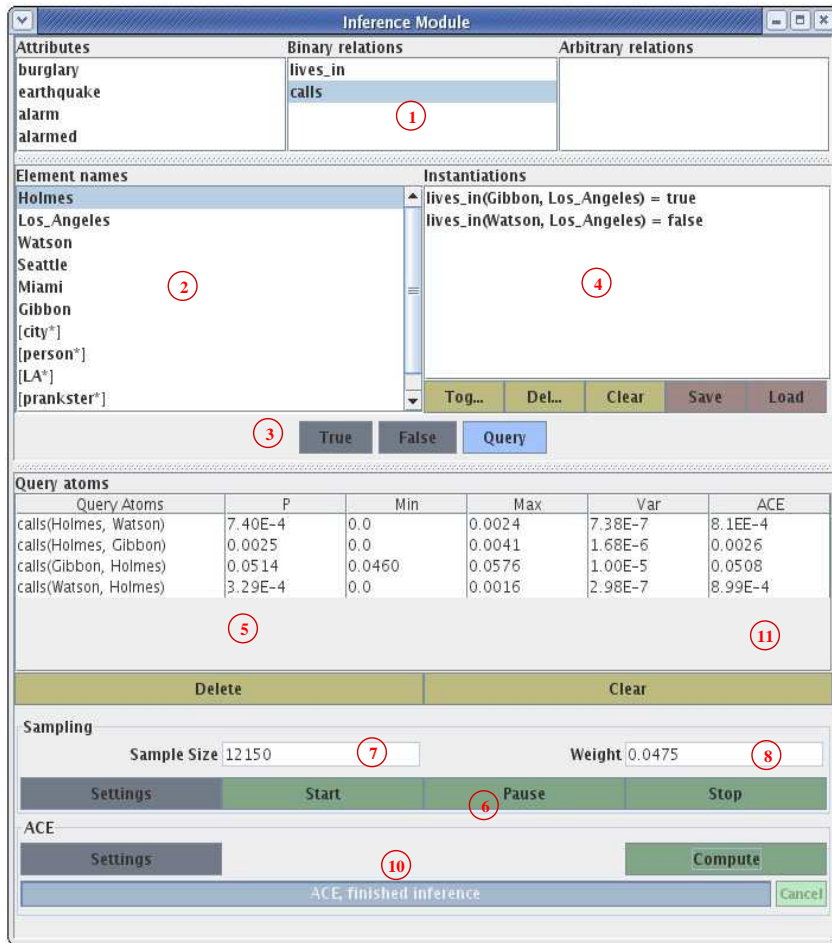 Inference Module
Attributes Binary relations Arbitrary relations
burglary lives_in
earthquake calls
alarm 1
alarmed
Element names Instantiations
Holmes lives_in(Gibbon, Los_Angeles) = true
Los_Angeles lives_in(Watson, Los_Angeles) = false
Watson
Seattle
Miami 2 4
Gibbon
[city*]
[person*]
[LA*]
[prankster*] Tog... Del... Clear Save Load
3 True False Query
Query atoms
Query Atoms P Min Max Var ACE
calls(Holmes, Watson) 7.40E-4 0.0 0.0024 7.38E-7 8.1EE-4
calls(Holmes, Gibbon) 0.0025 0.0 0.0041 1.68E-6 0.0026
calls(Gibbon, Holmes) 0.0514 0.0460 0.0576 1.00E-5 0.0508
calls(Watson, Holmes) 3.29E-4 0.0 0.0016 2.98E-7 8.99E-4
5 11
Delete Clear
Sampling
Sample Size 12150 7 Weight 0.0475 8
Settings Start 6 Pause Stop
ACE
Settings 10 Compute
ACE, finished inference Cancel